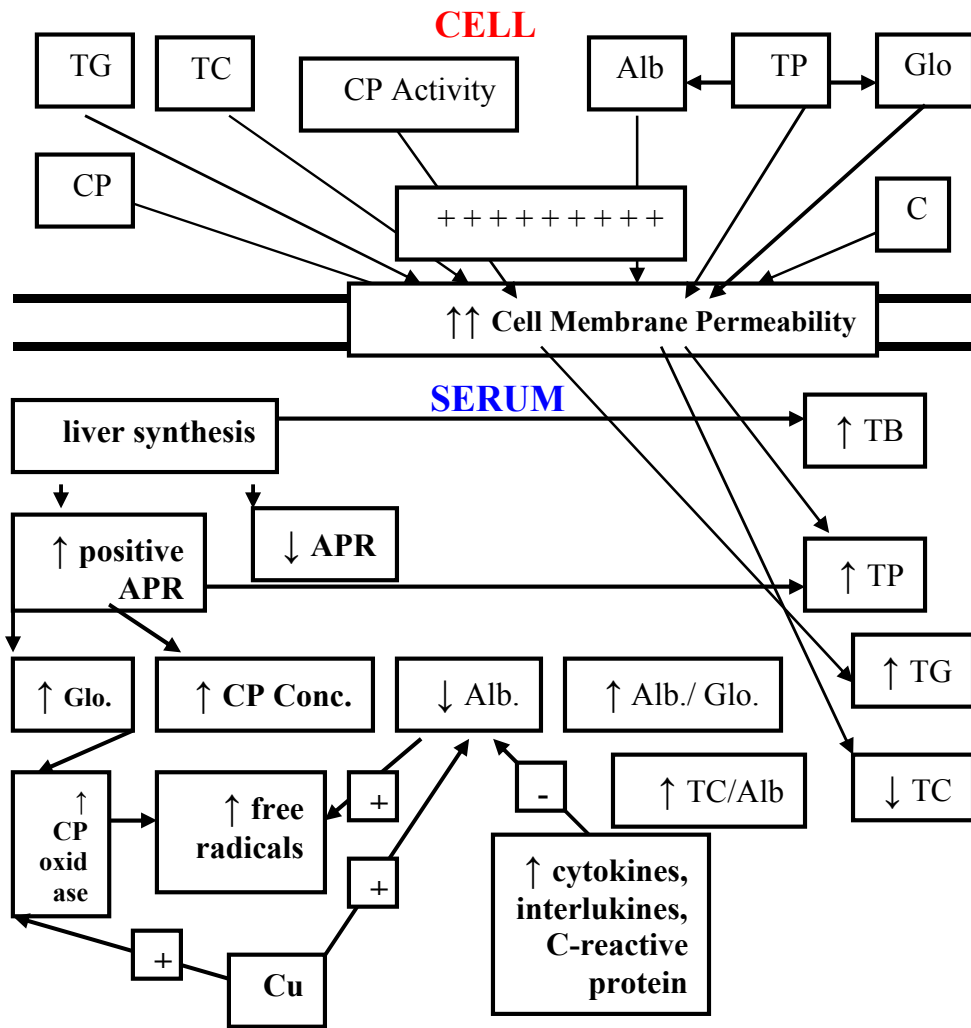 CELL
TG
TC
CP Activity
Alb
TP
Glo
CP
+ + + + + + + + +
C
↑↑ Cell Membrane Permeability
SERUM
liver synthesis
↑ TB
↑ positive
APR
↓ APR
↑ TP
↑ Glo.
↑ CP Conc.
↓ Alb.
↑ Alb./ Glo.
↑ TG
↑
CP
oxid
ase
↑ free
radicals
+
-
↑ TC/Alb
↓ TC
+
↑ cytokines,
interlukines,
C-reactive
protein
+
Cu